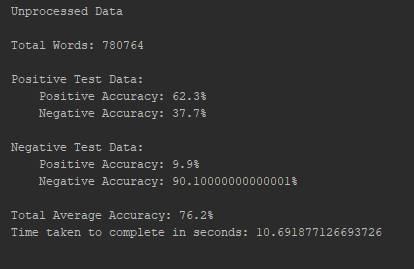 Unprocessed Data
Total Words: 780764
Positive Test Data:
Positive Accuracy: 62.3%
Negative Accuracy: 37.7%
Negative Test Data:
Positive Accuracy: 9.9%
Negative Accuracy: 90.10000000000001%
Total Average Accuracy: 76.2%
Time taken to complete in seconds: 10.691877126693726